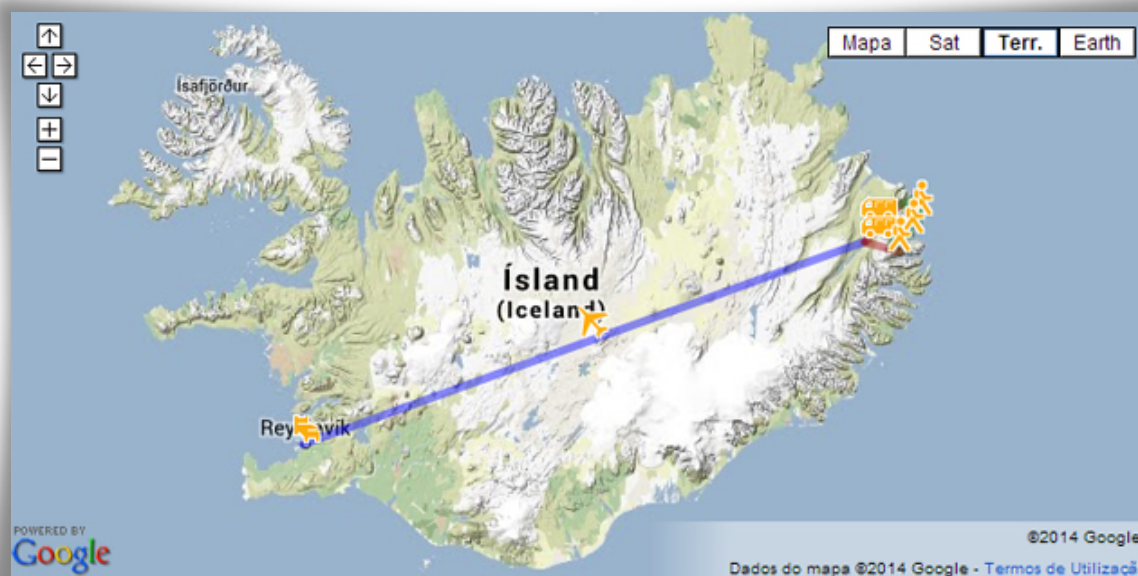 Mapa Sat Terr. Earth
Ísafjörður
Ísland
(Iceland)
POWERED BY
Google
©2014 Google
Dados do mapa ©2014 Google - Termos de Utilizaçã